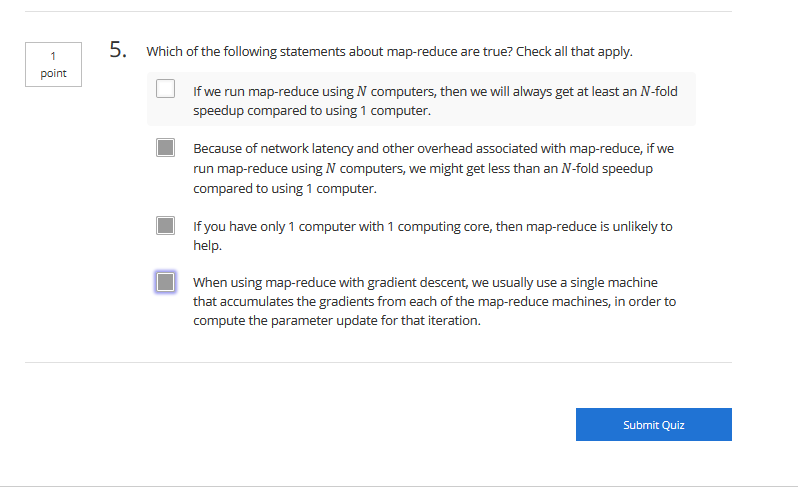 1
point
5. Which of the following statements about map-reduce are true? Check all that apply.
If we run map-reduce using N computers, then we will always get at least an N-fold
speedup compared to using 1 computer.
Because of network latency and other overhead associated with map-reduce, if we
run map-reduce using N computers, we might get less than an N-fold speedup
compared to using 1 computer.
If you have only 1 computer with 1 computing core, then map-reduce is unlikely to
help.
When using map-reduce with gradient descent, we usually use a single machine
that accumulates the gradients from each of the map-reduce machines, in order to
compute the parameter update for that iteration.
Submit Quiz